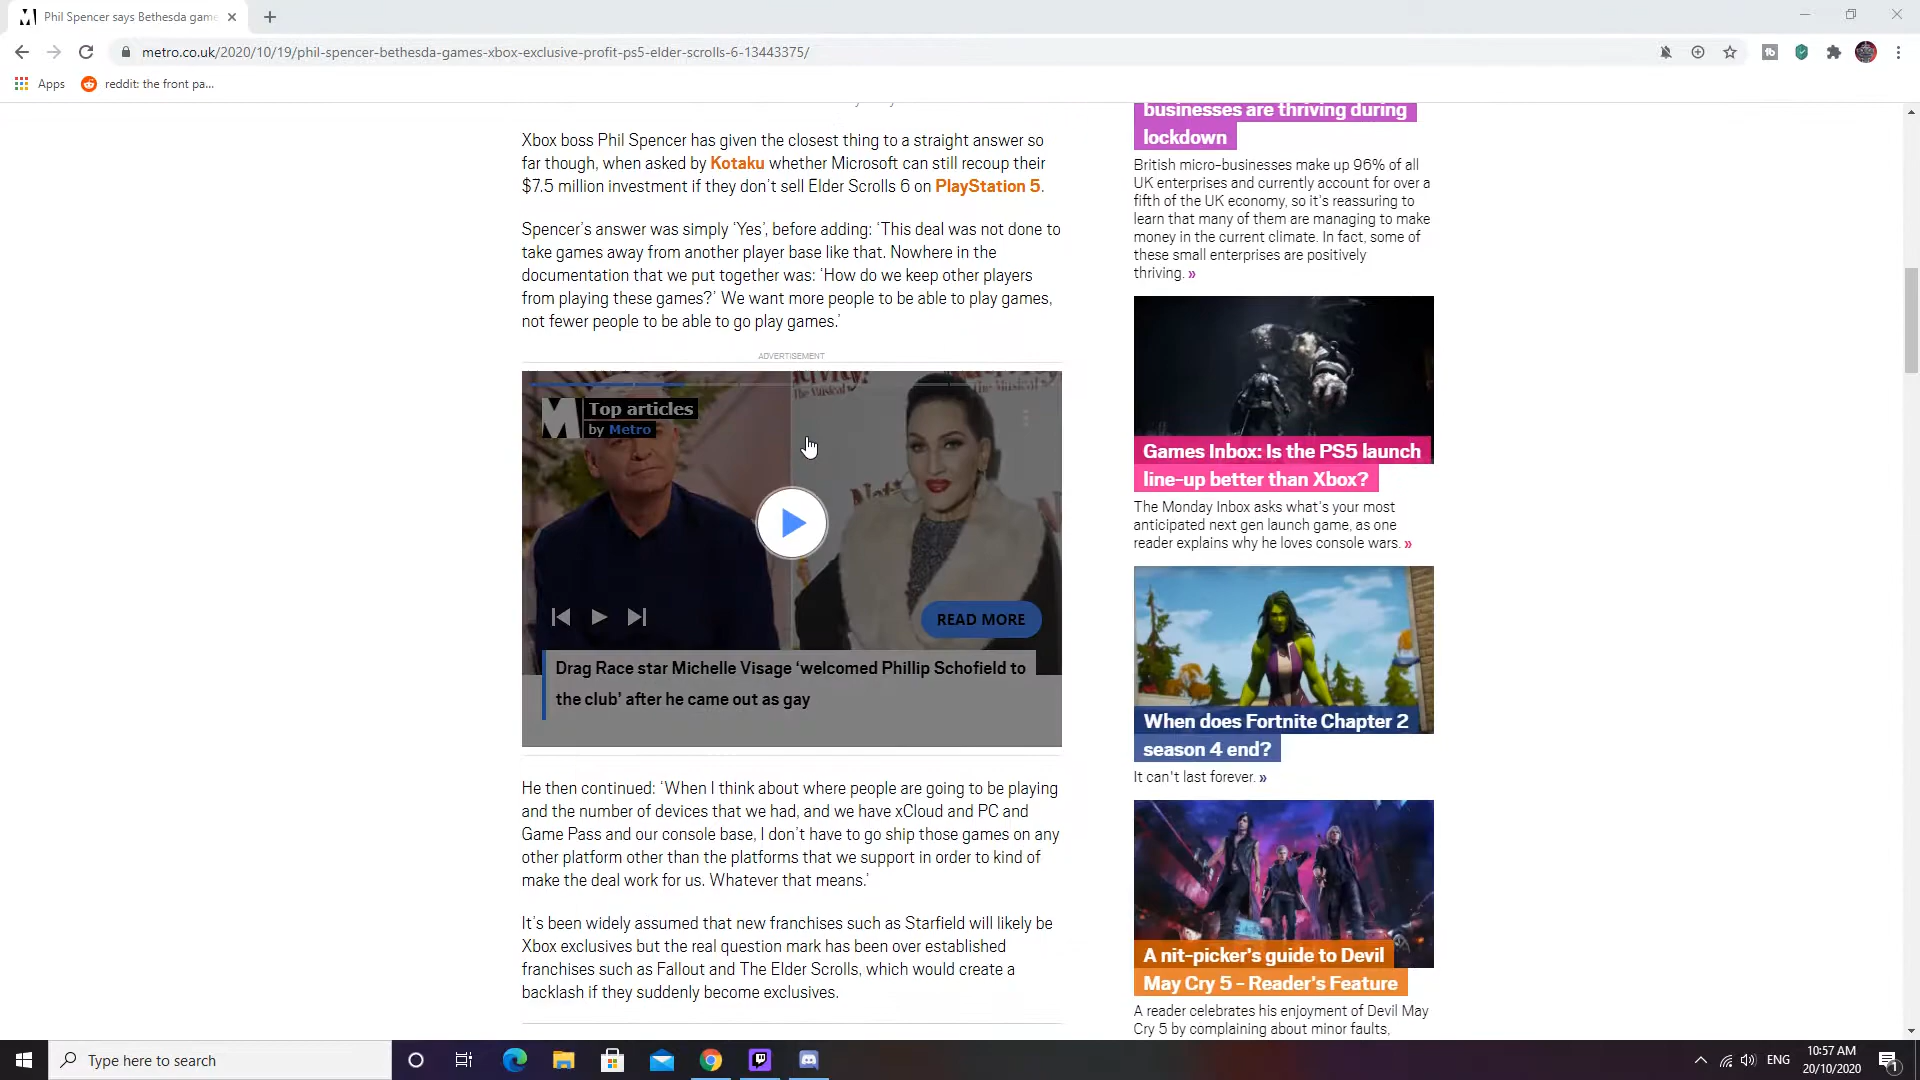 Phil Spencer says Bethesda game
metro.co.uk/2020/10/19/phil-spencer-bethesda-games-xbox-exclusive-profit-ps5-elder-scrolls-6-13443375/
Apps
reddit: the front pa...
Xbox boss Phil Spencer has given the closest thing to a straight answer so
far though, when asked by Kotaku whether Microsoft can still recoup their
$7.5 million investment if they don't sell Elder Scrolls 6 on PlayStation 5.
Spencer's answer was simply 'Yes', before adding: 'This deal was not done to
take games away from another player base like that. Nowhere in the
documentation that we put together was: 'How do we keep other players
from playing these games?' We want more people to be able to play games,
not fewer people to be able to go play games.'
ADVERTISEMENT
Top articles
by Metro
READ MORE
Drag Race star Michelle Visage 'welcomed Phillip Schofield to
the club' after he came out as gay
He then continued: 'When I think about where people are going to be playing
and the number of devices that we had, and we have xCloud and PC and
Game Pass and our console base, I don't have to go ship those games on any
other platform other than the platforms that we support in order to kind of
make the deal work for us. Whatever that means.'
It's been widely assumed that new franchises such as Starfield will likely be
Xbox exclusives but the real question mark has been over established
franchises such as Fallout and The Elder Scrolls, which would create a
backlash if they suddenly become exclusives.
businesses are thriving during
lockdown
British micro-businesses make up 96% of all
UK enterprises and currently account for over a
fifth of the UK economy, so it's reassuring to
learn that many of them are managing to make
money in the current climate. In fact, some of
these small enterprises are positively
thriving. »
Games Inbox: Is the PS5 launch
line-up better than Xbox?
The Monday Inbox asks what's your most
anticipated next gen launch game, as one
reader explains why he loves console wars. »
When does Fortnite Chapter 2
season 4 end?
It can't last forever. »
A nit-picker's guide to Devil
May Cry 5 - Reader's Feature
A reader celebrates his enjoyment of Devil May
Cry 5 by complaining about minor faults,
Type here to search
ENG
10:57 AM
20/10/2020